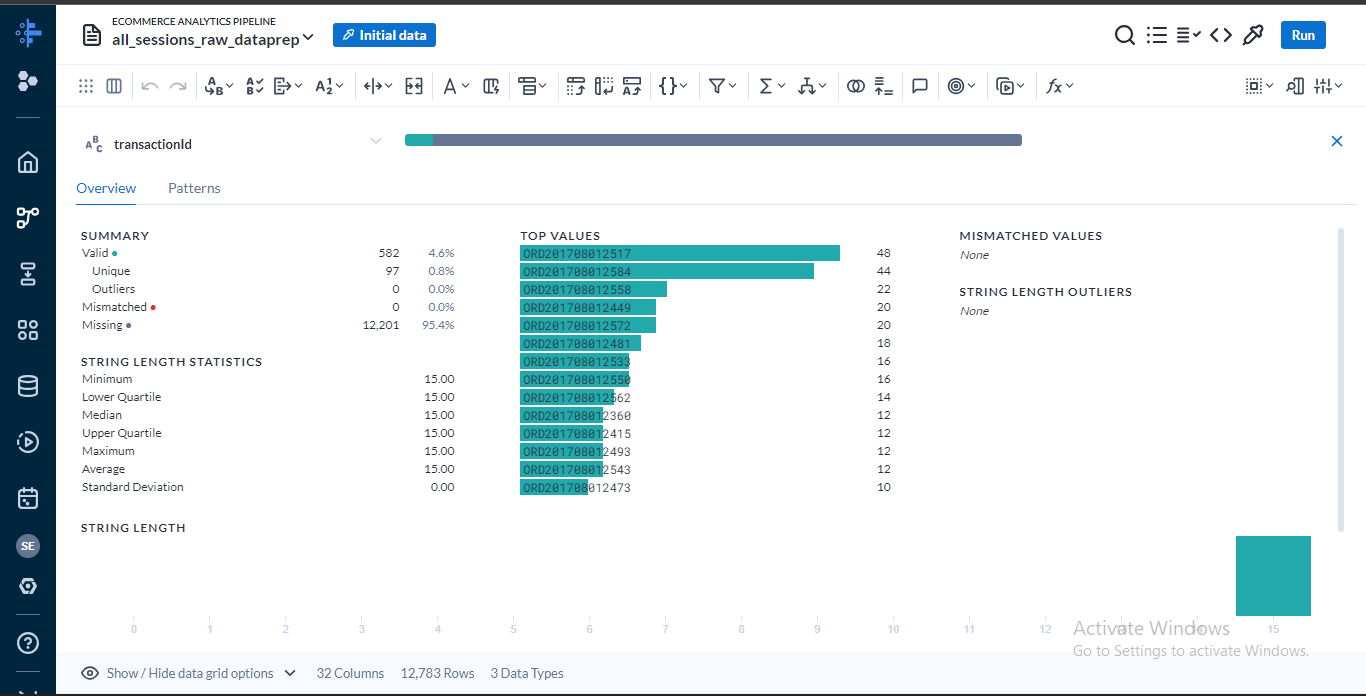 ECOMMERCE ANALYTICS PIPELINE
all_sessions_raw_dataprep
Initial data
Run
transactionId
Overview Patterns
SUMMARY
Valid 582 4.6%
Unique 97 0.8%
Outliers 0 0.0%
Mismatched 0 0.0%
Missing 12,201 95.4%
STRING LENGTH STATISTICS
Minimum 15.00
Lower Quartile 15.00
Median 15.00
Upper Quartile 15.00
Maximum 15.00
Average 15.00
Standard Deviation 0.00
TOP VALUES
ORD201708012517 48
ORD201708012584 44
ORD201708012558 22
ORD201708012449 20
ORD201708012572 20
ORD201708012481 18
ORD201708012533 16
ORD201708012550 16
ORD201708012562 14
ORD201708012360 12
ORD201708012415 12
ORD201708012493 12
ORD201708012543 12
ORD201708012473 10
MISMATCHED VALUES
None
STRING LENGTH OUTLIERS
None
STRING LENGTH
0 1 2 3 4 5 6 7 8 9 10 11 12 13 14 15
SE
Activate Windows
Go to Settings to activate Windows.
Show / Hide data grid options 32 Columns 12,783 Rows 3 Data Types